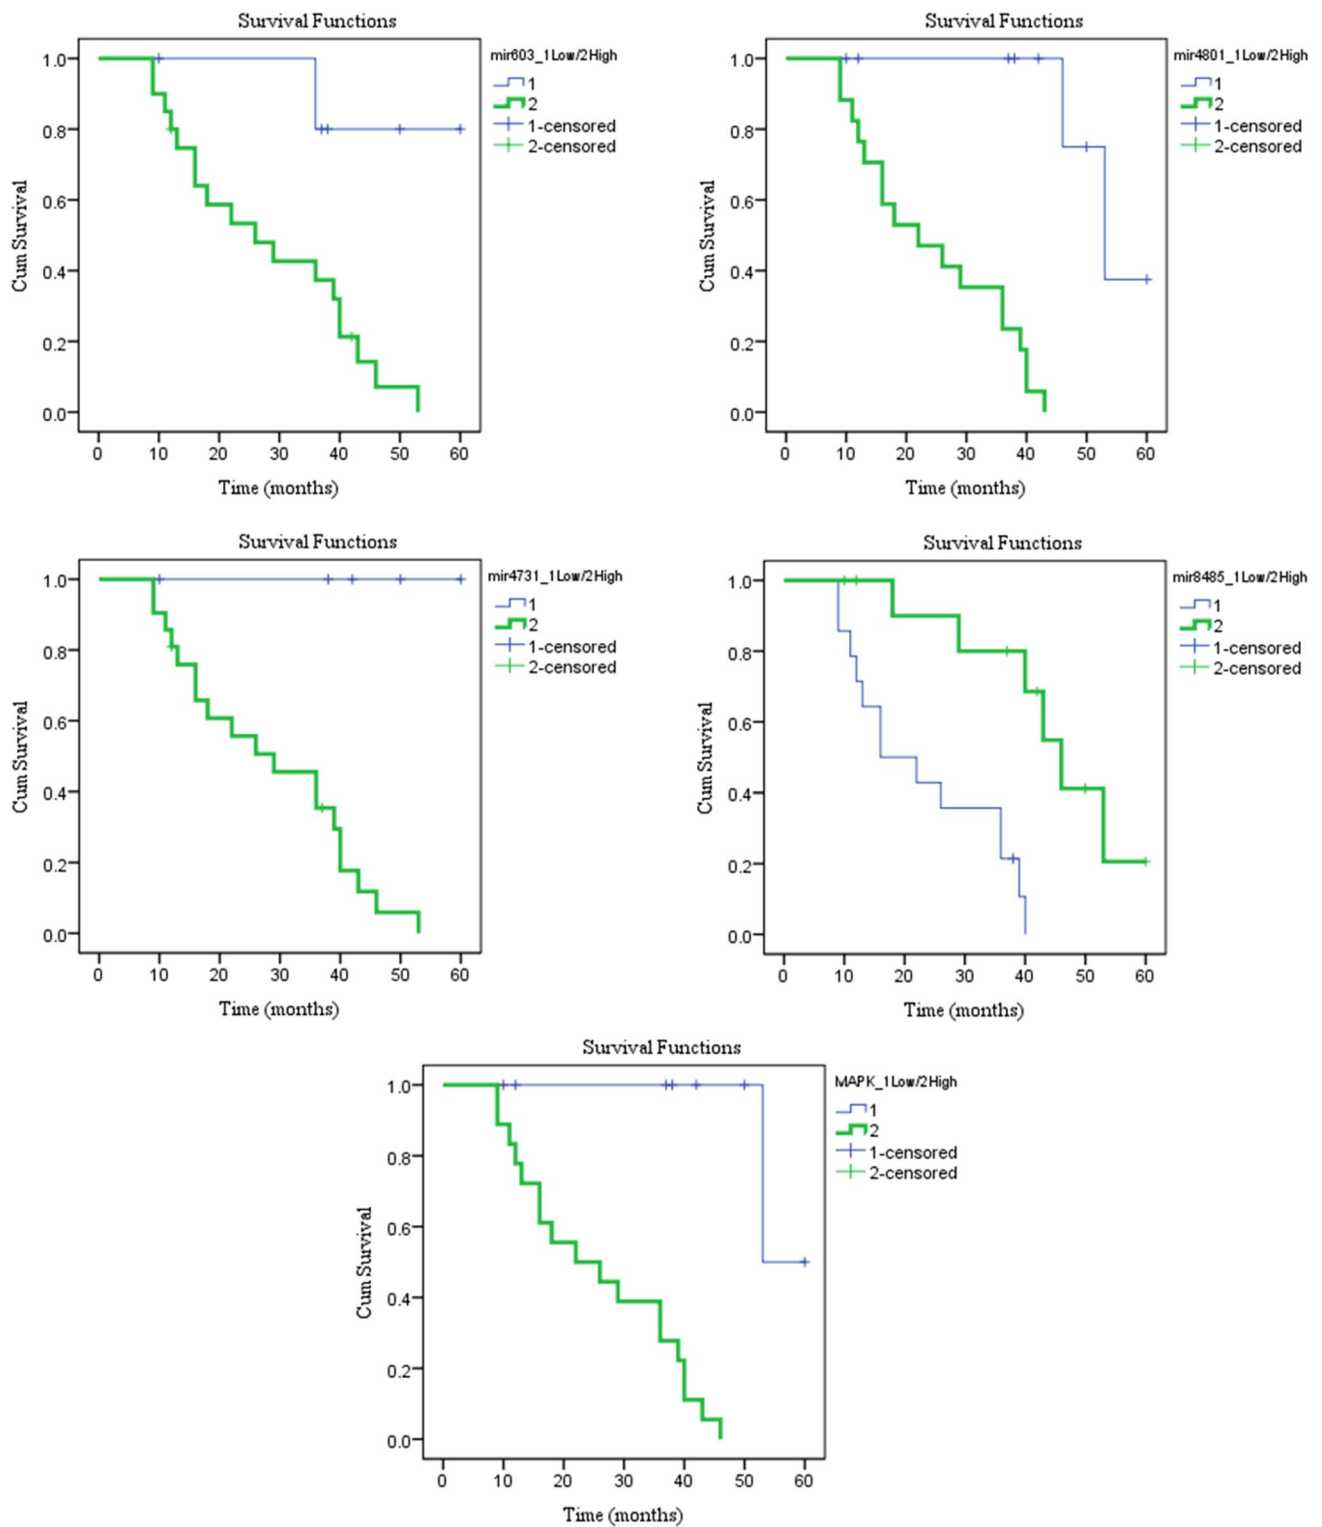 Survival Functions
mir603_1Low/2High
1
2
1-censored
2-censored
Cum Survival
1.0
0.8
0.6
0.4
0.2
0.0
0 10 20 30 40 50 60
Time (months)
Survival Functions
mir4801_1Low/2High
1
2
1-censored
2-censored
Cum Survival
1.0
0.8
0.6
0.4
0.2
0.0
0 10 20 30 40 50 60
Time (months)
Survival Functions
mir4731_1Low/2High
1
2
1-censored
2-censored
Cum Survival
1.0
0.8
0.6
0.4
0.2
0.0
0 10 20 30 40 50 60
Time (months)
Survival Functions
mir8485_1Low/2High
1
2
1-censored
2-censored
Cum Survival
1.0
0.8
0.6
0.4
0.2
0.0
0 10 20 30 40 50 60
Time (months)
Survival Functions
MAPK_1Low/2High
1
2
1-censored
2-censored
Cum Survival
1.0
0.8
0.6
0.4
0.2
0.0
0 10 20 30 40 50 60
Time (months)